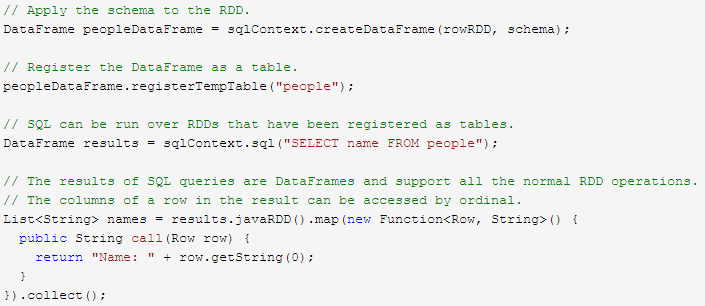 // Apply the schema to the RDD.
DataFrame peopleDataFrame = sqlContext.createDataFrame(rowRDD, schema);
// Register the DataFrame as a table.
peopleDataFrame.registerTempTable("people");
// SQL can be run over RDDs that have been registered as tables.
DataFrame results = sqlContext.sql("SELECT name FROM people");
// The results of SQL queries are DataFrames and support all the normal RDD operations.
// The columns of a row in the result can be accessed by ordinal.
List<String> names = results.javaRDD().map(new Function<Row, String>() {
  public String call(Row row) {
    return "Name: " + row.getString(0);
  }
}).collect();